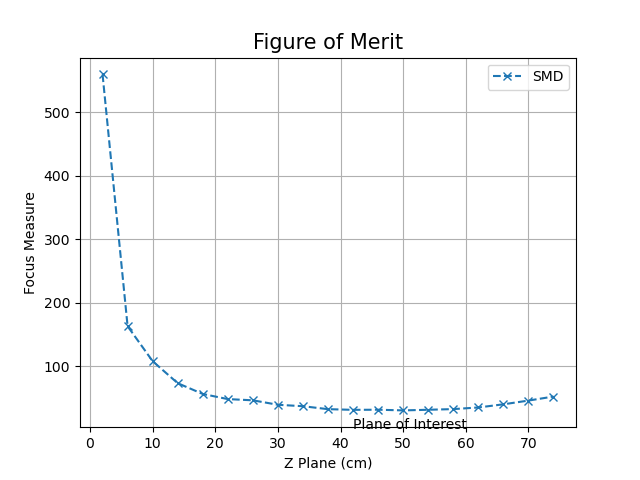 Figure of Merit
SMD
Focus Measure
500
400
300
200
100
Plane of Interest
0 10 20 30 40 50 60 70
Z Plane (cm)